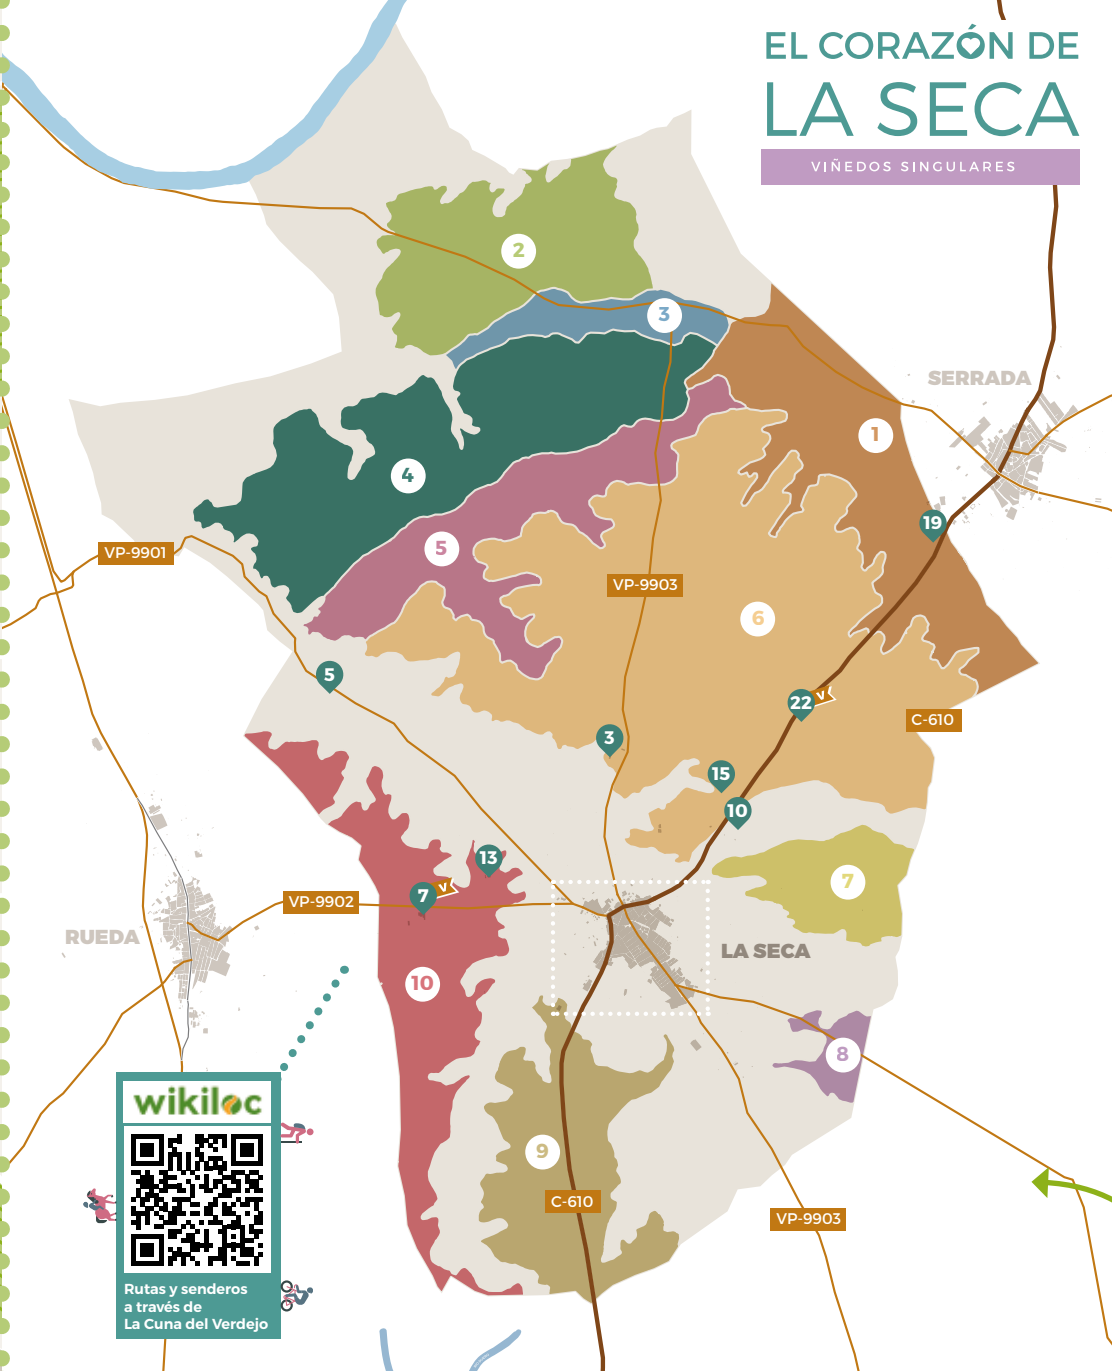 EL CORAZÓN DE
LA SECA
VIÑEDOS SINGULARES
2
3
SERRADA
1
4
19
5
VP-9901
VP-9903
6
5
22
V
C-610
3
15
10
13
7
7
V
VP-9902
RUEDA
LA SECA
10
8
wikiloc
9
C-610
VP-9903
Rutas y senderos
a través de
La Cuna del Verdejo